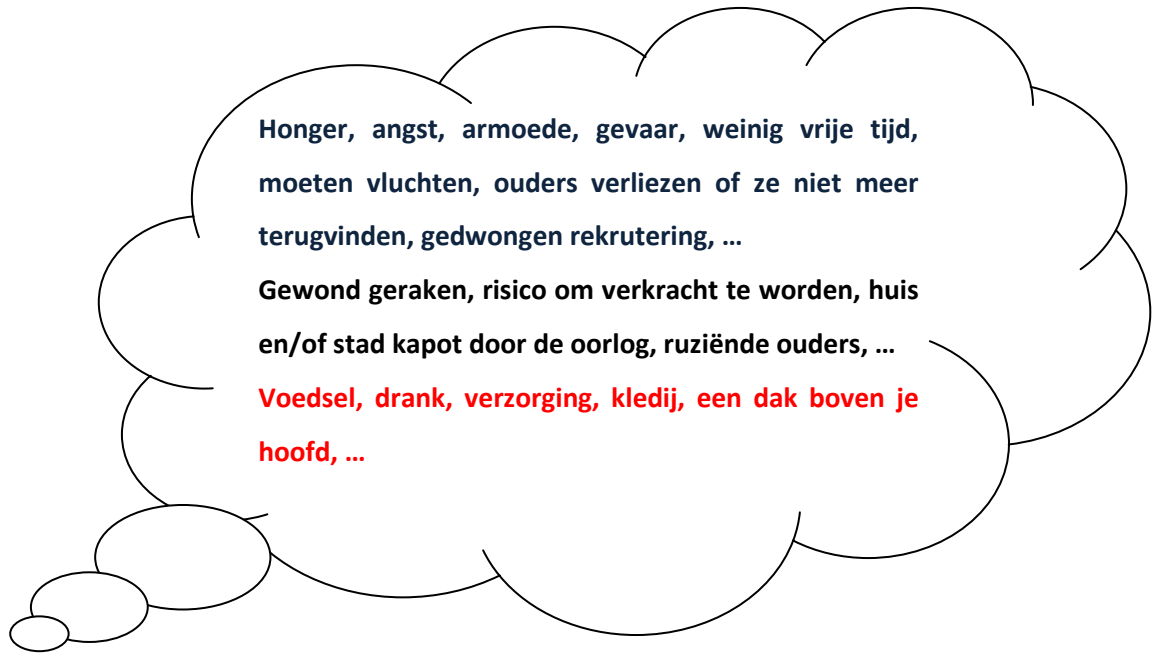 Honger, angst, armoede, gevaar, weinig vrije tijd,
moeten vluchten, ouders verliezen of ze niet meer
terugvinden, gedwongen rekrutering, …
Gewond geraken, risico om verkracht te worden, huis
en/of stad kapot door de oorlog, ruziënde ouders, …
Voedsel, drank, verzorging, kledij, een dak boven je
hoofd, …